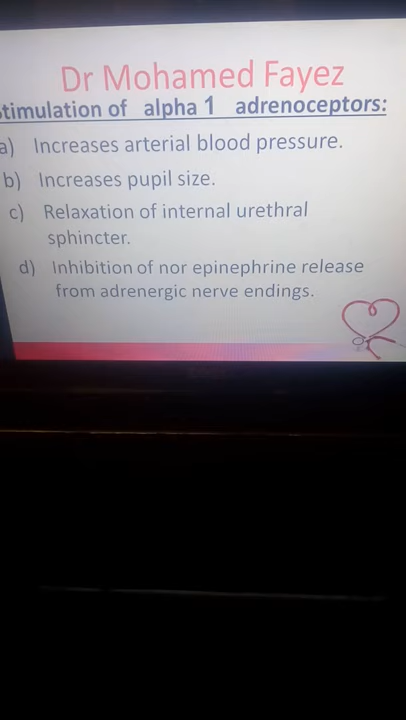 Dr Mohamed Fayez
timulation of alpha 1 adrenoceptors:
a) Increases arterial blood pressure.
b) Increases pupil size.
c) Relaxation of internal urethral
sphincter.
d) Inhibition of nor epinephrine release
from adrenergic nerve endings.